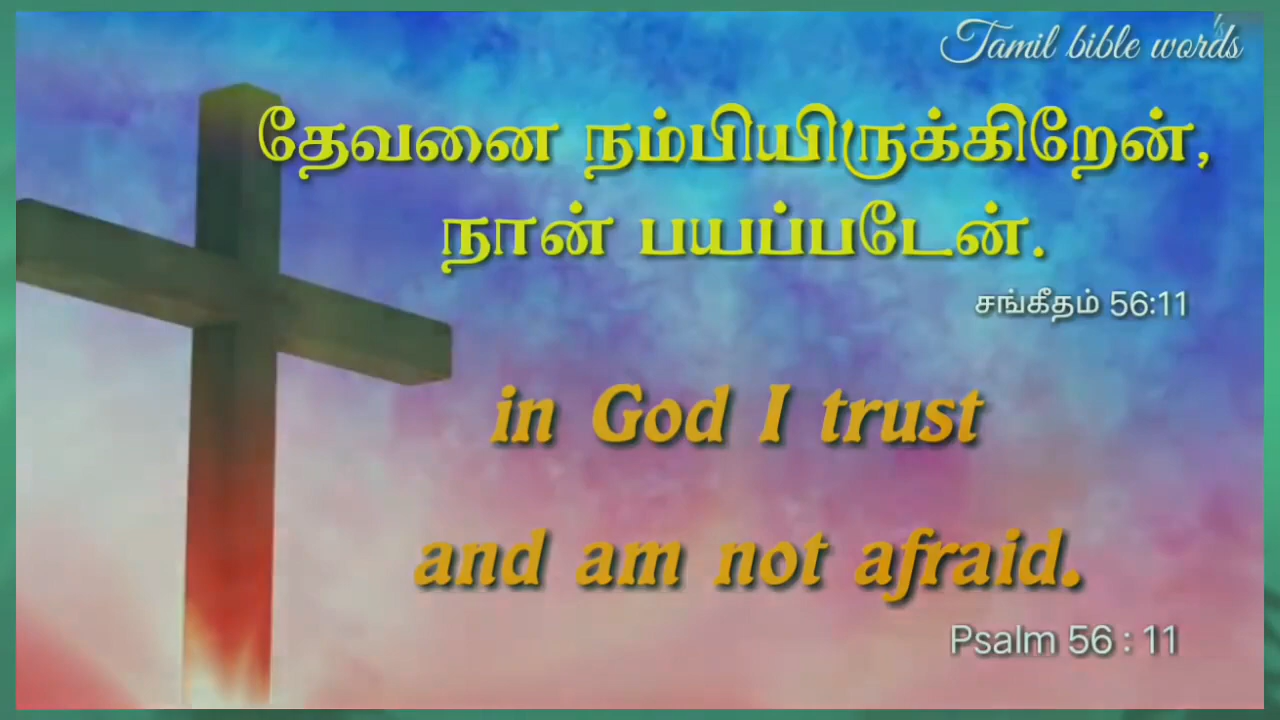 Tamil bible words
தேவனை நம்பியிருக்கிறேன்,
நான் பயப்படேன்.
சங்கீதம் 56:11
in God I trust
and am not afraid.
Psalm 56 : 11